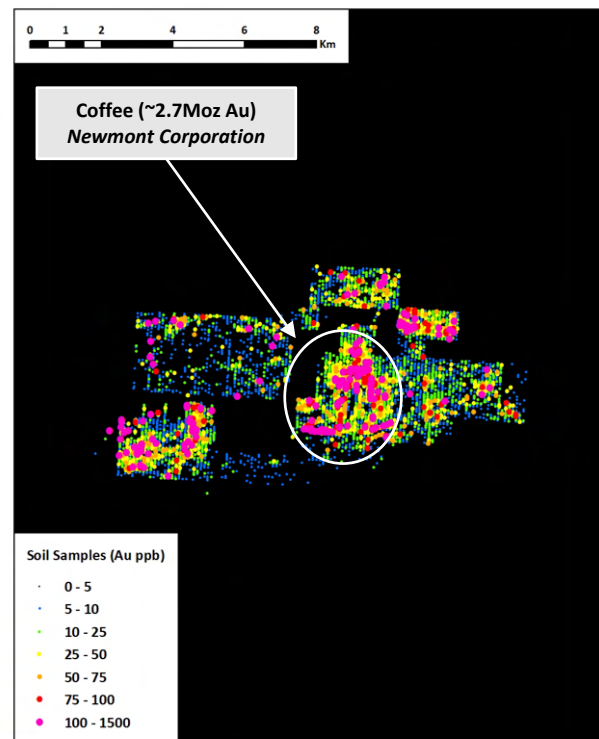 0 1 2 4 6 8
Km
Coffee (~2.7Moz Au)
Newmont Corporation
Soil Samples (Au ppb)
0 - 5
5 - 10
10 - 25
25 - 50
50 - 75
75 - 100
100 - 1500